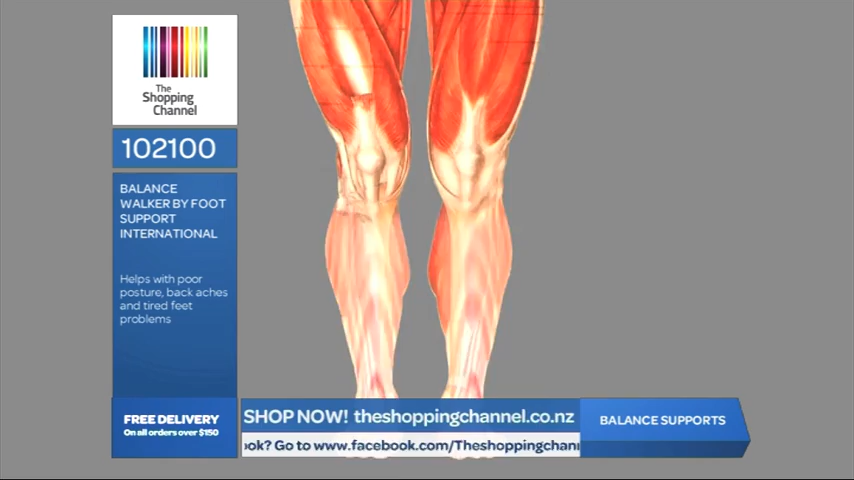 The
Shopping
Channel
102100
BALANCE
WALKER BY FOOT
SUPPORT
INTERNATIONAL
Helps with poor
posture, back aches
and tired feet
problems
FREE DELIVERY
On all orders over $150
SHOP NOW! theshoppingchannel.co.nz
BALANCE SUPPORTS
ook? Go to www.facebook.com/Theshoppingchann